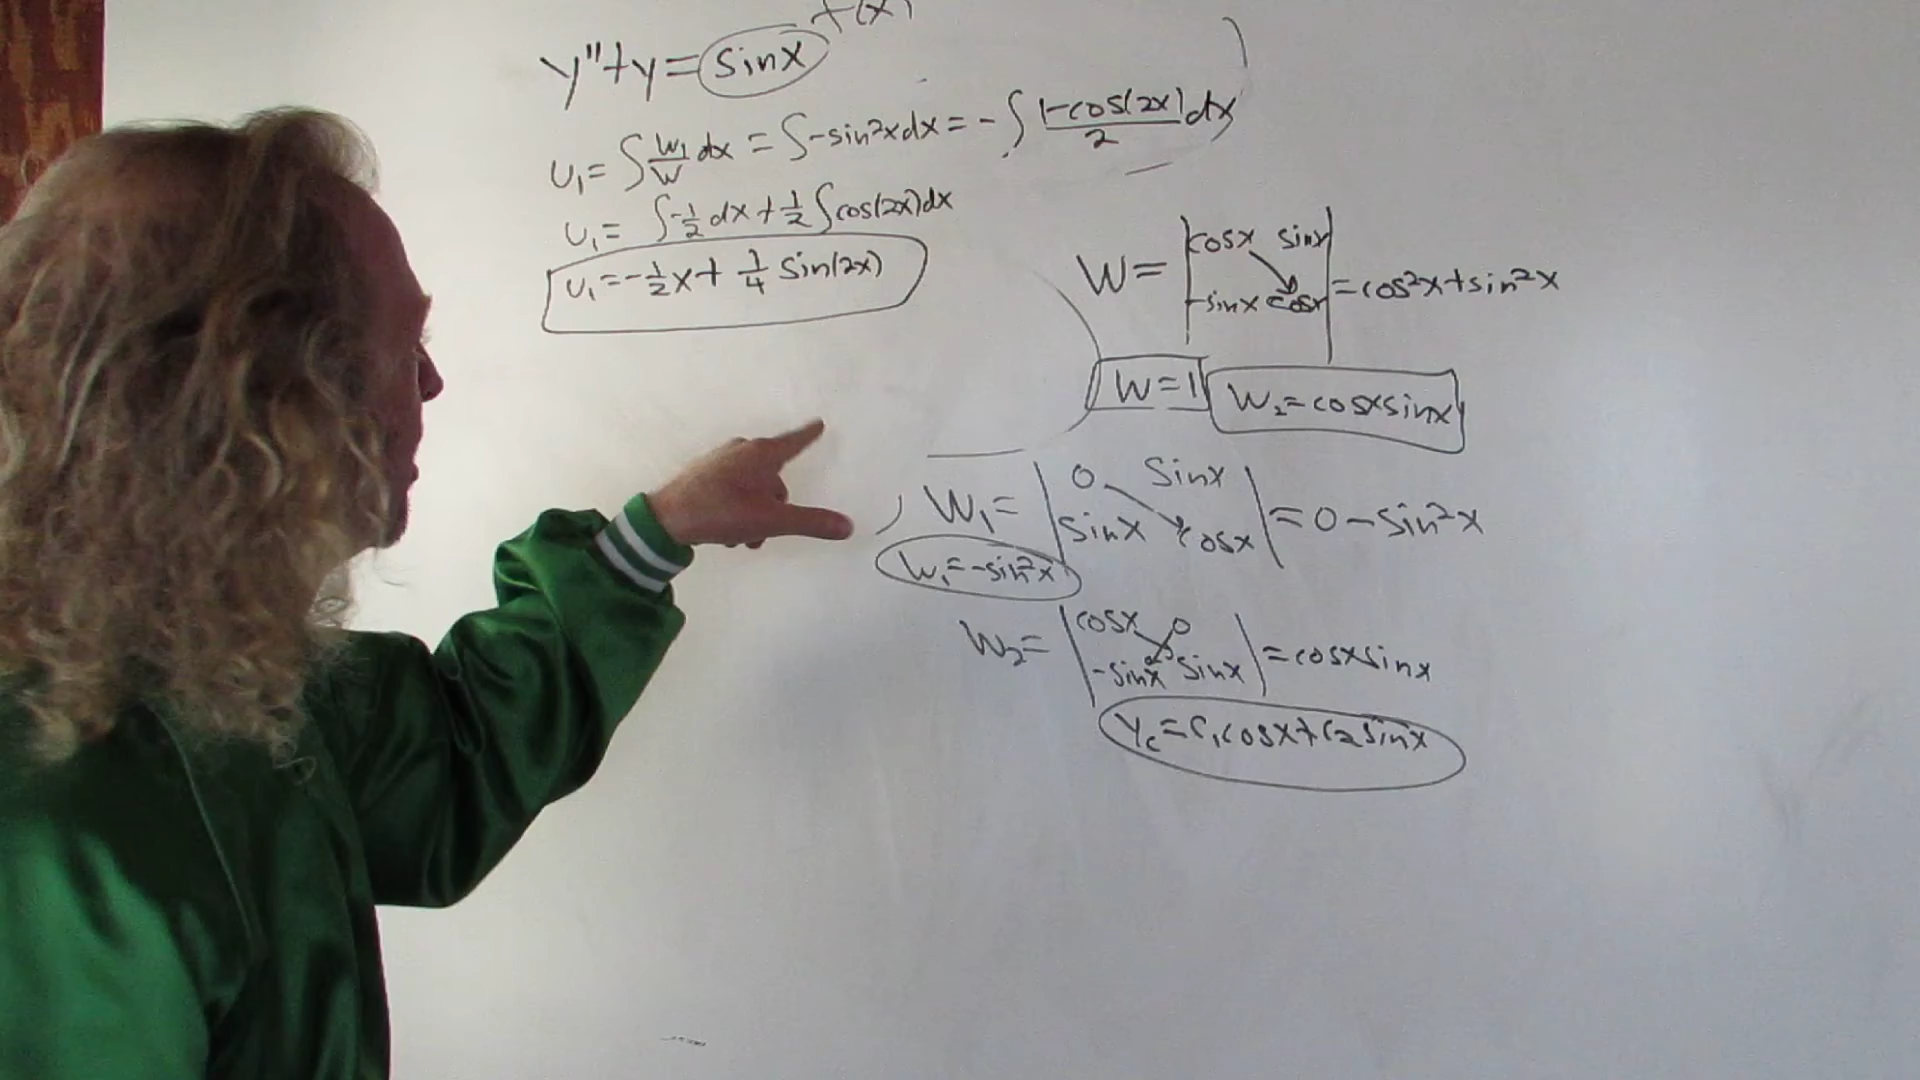 f(x)
y''+y=sinx
u₁=∫W₁/W dx=∫-sin²xdx=-∫(1-cos(2x))/2 dx
u₁=∫-1/2 dx+1/2∫cos(2x)dx
u₁=-1/2x+1/4 sin(2x)
W=|cosx sinx|
|-sinx cosx|=cos²x+sin²x
W=1 W₂=cosxsinx
W₁=|0 sinx|
|sinx cosx|=0-sin²x
W₁=-sin²x
W₂=|cosx 0|
|-sinx sinx|=cosxsinx
y_c=c₁cosx+c₂sinx